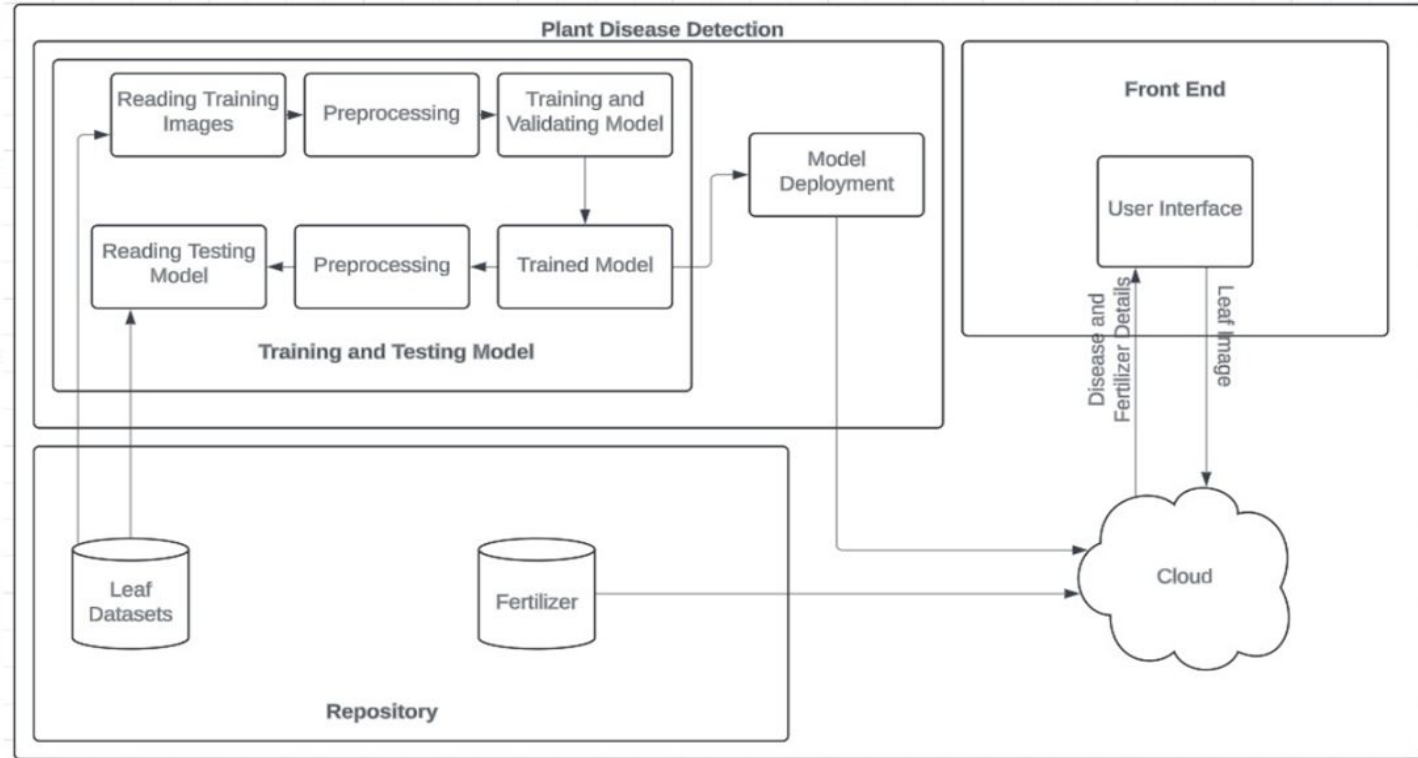 Plant Disease Detection
Reading Training
Images
Preprocessing
Training and
Validating Model
Model
Deployment
Reading Testing
Model
Preprocessing
Trained Model
Training and Testing Model
Front End
User Interface
Disease and
Fertilizer Details
Leaf Image
Leaf
Datasets
Fertilizer
Cloud
Repository